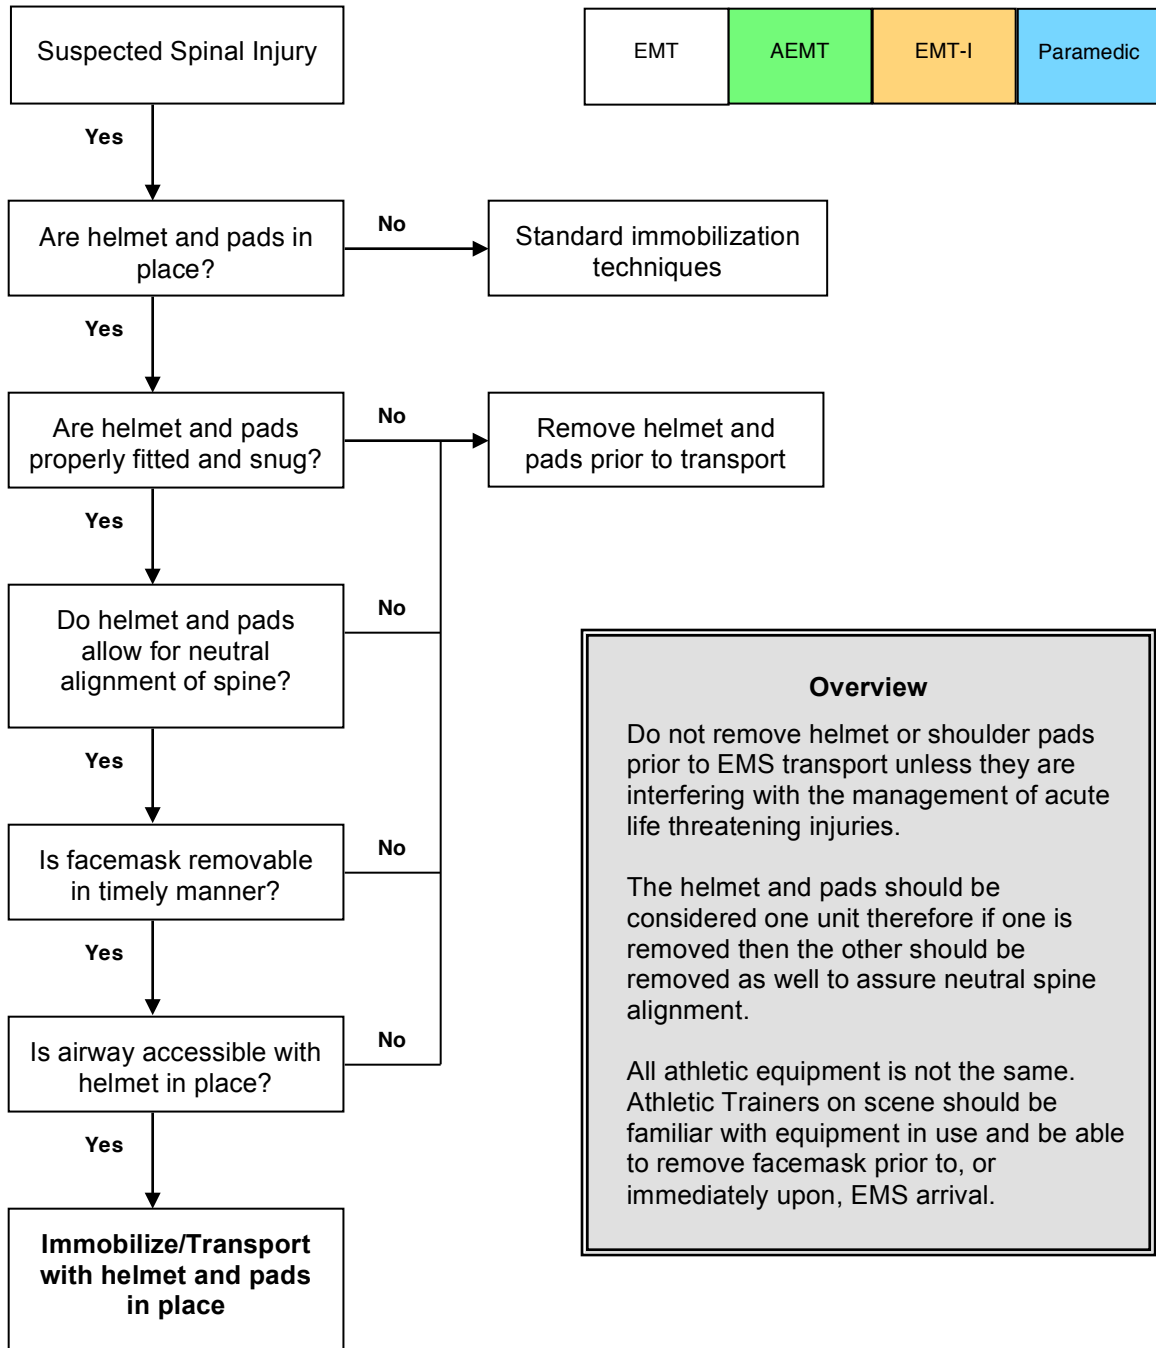 Suspected Spinal Injury
EMT
AEMT
EMT-I
Paramedic
Yes
Are helmet and pads in
place?
No
Standard immobilization
techniques
Yes
Are helmet and pads
properly fitted and snug?
No
Remove helmet and
pads prior to transport
Yes
Do helmet and pads
allow for neutral
alignment of spine?
No
Yes
Is facemask removable
in timely manner?
No
Yes
Is airway accessible with
helmet in place?
No
Yes
Immobilize/Transport
with helmet and pads
in place
Overview
Do not remove helmet or shoulder pads
prior to EMS transport unless they are
interfering with the management of acute
life threatening injuries.
The helmet and pads should be
considered one unit therefore if one is
removed then the other should be
removed as well to assure neutral spine
alignment.
All athletic equipment is not the same.
Athletic Trainers on scene should be
familiar with equipment in use and be able
to remove facemask prior to, or
immediately upon, EMS arrival.